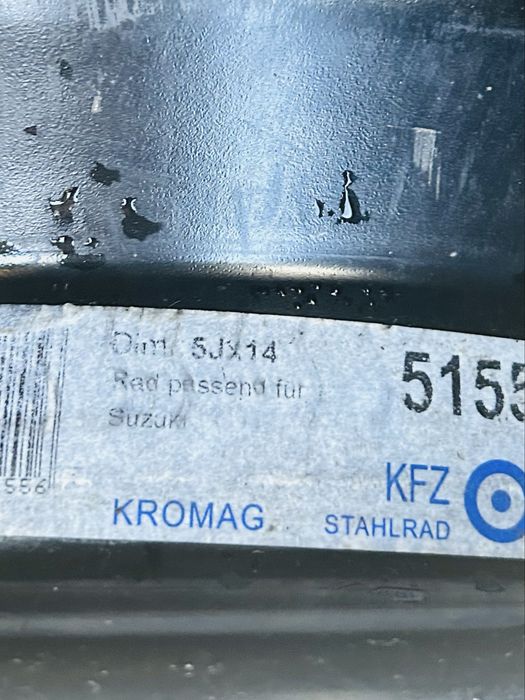 Dim. 5Jx14
Rad passend für
Suzuki
5155
556
KFZ
KROMAG
STAHLRAD